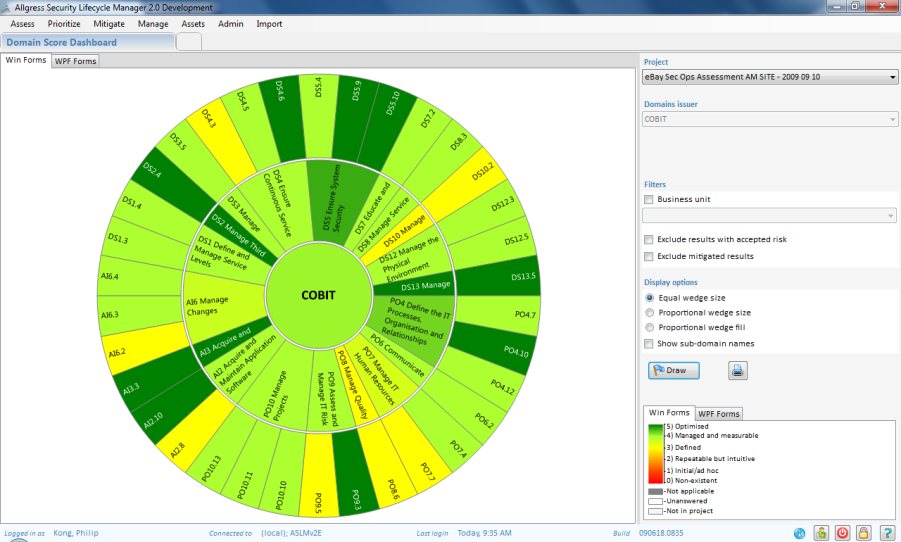 Allgress Security Lifecycle Manager 2.0 Development
Assess Prioritize Mitigate Manage Assets Admin Import
Domain Score Dashboard
Win Forms WPF Forms
DS4.6
DS5.4
DS5.9
DS5.10
DS7.2
DS8.3
DS10.2
DS12.3
DS12.5
DS13.5
PO4.7
PO4.10
PO4.12
PO6.2
PO7.4
PO7.7
PO8.6
PO9.3
PO9.5
PO10.10
PO10.11
PO10.13
AI2.8
AI2.10
AI3.3
AI6.2
AI6.3
AI6.4
DS1.3
DS1.4
DS2.4
DS3.5
DS4.3
DS4.5
DS4 Ensure
Continuous Service
DS5 Ensure System
Security
DS7 Educate and
DS8 Manage Service
DS10 Manage
DS12 Manage the
Physical
Environment
DS13 Manage
PO4 Define the IT
Processes,
Organisation and
Relationships
PO6 Communicate
PO7 Manage IT
Human Resources
PO8 Manage Quality
PO9 Assess and
Manage IT Risk
PO10 Manage
Projects
AI2 Acquire and
Maintain Application
Software
AI3 Acquire and
AI6 Manage
Changes
DS1 Define and
Manage Service
Levels
DS2 Manage Third
DS3 Manage
COBIT
Project
eBay Sec Ops Assessment AM SITE - 2009 09 10
Domains issuer
COBIT
Filters
Business unit
Exclude results with accepted risk
Exclude mitigated results
Display options
Equal wedge size
Proportional wedge size
Proportional wedge fill
Show sub-domain names
Draw
Win Forms WPF Forms
5) Optimised
4) Managed and measurable
3) Defined
2) Repeatable but intuitive
1) Initial/ad hoc
0) Non-existent
Not applicable
Unanswered
Not in project
Logged in as Kong, Philip Connected to (local); ASLMv2E Last login Today, 9:35 AM Build 090618.0835